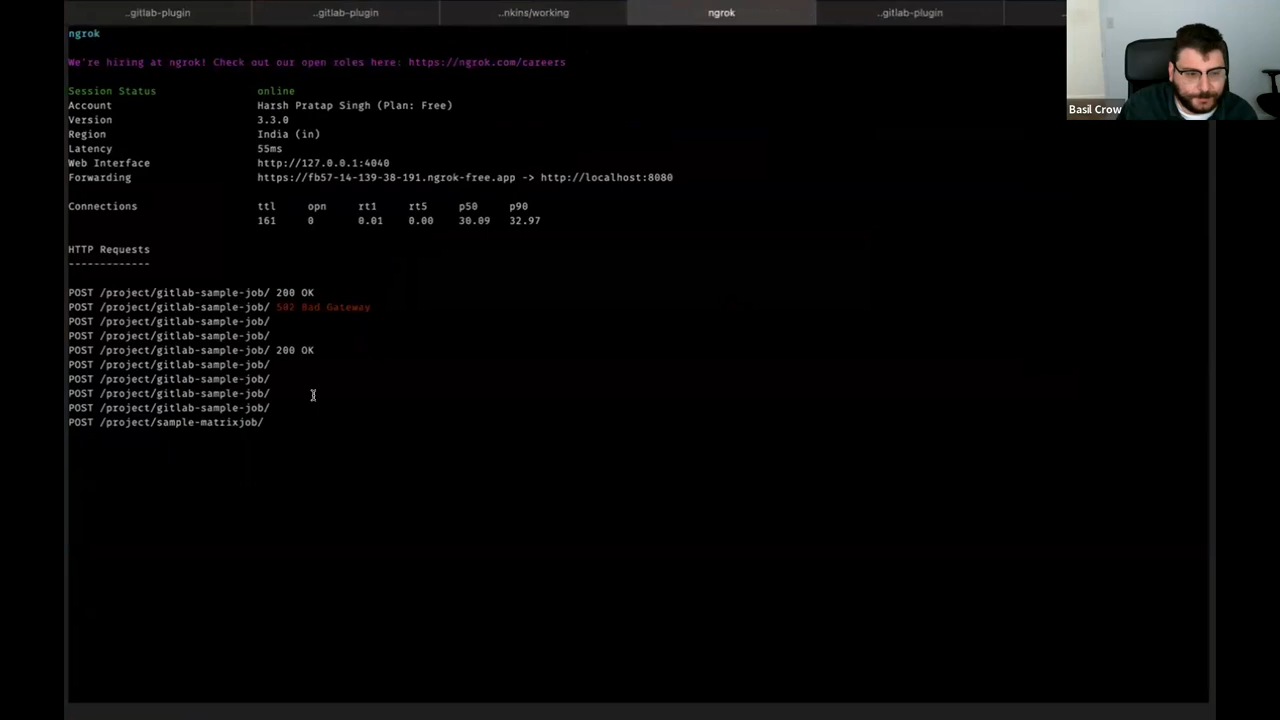 ..gitlab-plugin ..gitlab-plugin ..nkins/working ngrok ..gitlab-plugin
ngrok
We're hiring at ngrok! Check out our open roles here: https://ngrok.com/careers
Session Status online
Account Harsh Pratap Singh (Plan: Free)
Version 3.3.0
Region India (in)
Latency 55ms
Web Interface http://127.0.0.1:4040
Forwarding https://fb57-14-139-38-191.ngrok-free.app -> http://localhost:8080
Connections ttl opn rt1 rt5 p50 p90
161 0 0.01 0.00 30.09 32.97
HTTP Requests
-------------
POST /project/gitlab-sample-job/ 200 OK
POST /project/gitlab-sample-job/ 502 Bad Gateway
POST /project/gitlab-sample-job/
POST /project/gitlab-sample-job/
POST /project/gitlab-sample-job/ 200 OK
POST /project/gitlab-sample-job/
POST /project/gitlab-sample-job/
POST /project/gitlab-sample-job/
POST /project/gitlab-sample-job/
POST /project/sample-matrixjob/
Basil Crow